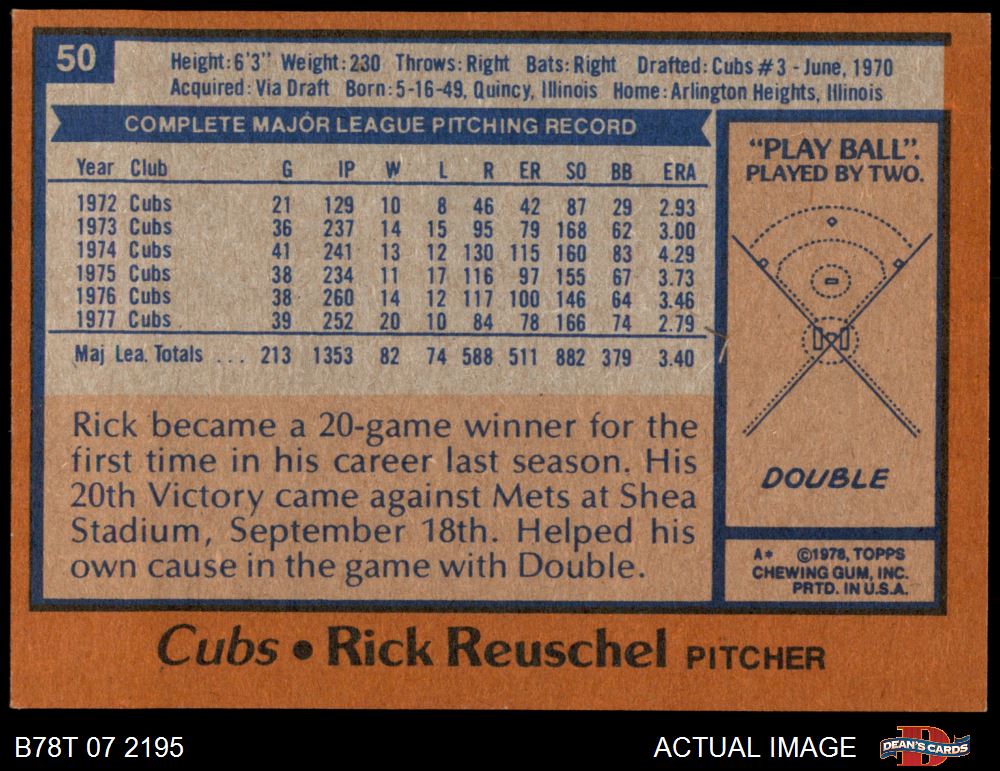 50
Height:6'3" Weight:230 Throws:Right Bats:Right Drafted:Cubs #3 - June, 1970
Acquired:Via Draft Born:5-16-49, Quincy, Illinois Home:Arlington Heights, Illinois
COMPLETE MAJOR LEAGUE PITCHING RECORD
Year Club G IP W L R ER SO BB ERA
1972 Cubs 21 129 10 8 46 42 87 29 2.93
1973 Cubs 36 237 14 15 95 79 168 62 3.00
1974 Cubs 41 241 13 12 130 115 160 83 4.29
1975 Cubs 38 234 11 17 116 97 155 67 3.73
1976 Cubs 38 260 14 12 117 100 146 64 3.46
1977 Cubs 39 252 20 10 84 78 166 74 2.79
Maj Lea. Totals ... 213 1353 82 74 588 511 882 379 3.40
Rick became a 20-game winner for the
first time in his career last season. His
20th Victory came against Mets at Shea
Stadium, September 18th. Helped his
own cause in the game with Double.
"PLAY BALL".
PLAYED BY TWO.
DOUBLE
A* ©1978, TOPPS
CHEWING GUM, INC.
PRTD. IN U.S.A.
Cubs • Rick Reuschel PITCHER
B78T 07 2195
ACTUAL IMAGE
D
DEAN'S CARDS